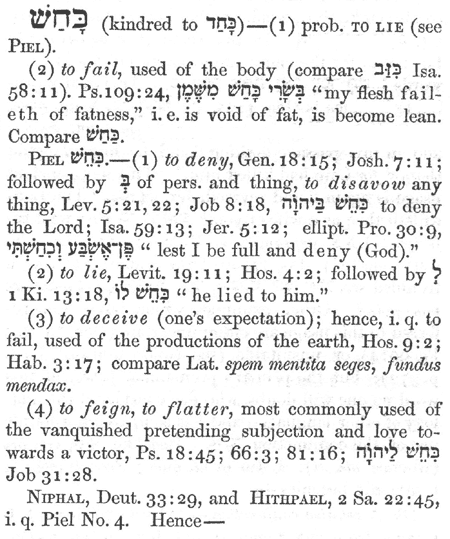 כָּחַשׁ (kindred to כָּחַד)—(1) prob. TO LIE (see
PIEL).
(2) to fail, used of the body (compare כָּזַב Isa.
58:11). Ps.109:24, בְּשָׂרִי כָּחַשׁ מִשֶּׁמֶן “my flesh fail-
eth of fatness,” i. e. is void of fat, is become lean.
Compare כַּחַשׁ.
PIEL כִּחֵשׁ.—(1) to deny, Gen. 18:15; Josh. 7:11;
followed by בְּ of pers. and thing, to disavow any
thing, Lev. 5:21, 22; Job 8:18, כִּחֵשׁ בַּיהוָֹה to deny
the Lord; Isa. 59:13; Jer. 5:12; ellipt. Pro. 30:9,
פֶּן־אֶשְׂבַּע וְכִחַשְׁתִּי “ lest I be full and deny (God).”
(2) to lie, Levit. 19:11; Hos. 4:2; followed by לְ
1 Ki. 13:18, כִּחֵשׁ לוֹ “ he lied to him.”
(3) to deceive (one’s expectation); hence, i. q. to
fail, used of the productions of the earth, Hos. 9:2;
Hab. 3:17; compare Lat. spem mentita seges, fundus
mendax.
(4) to feign, to flatter, most commonly used of
the vanquished pretending subjection and love to-
wards a victor, Ps. 18:45; 66:3; 81:16; כִּחֵשׁ לַיהוָֹה
Job 31:28.
NIPHAL, Deut. 33:29, and HITHPAEL, 2 Sa. 22:45,
i. q. Piel No. 4. Hence—